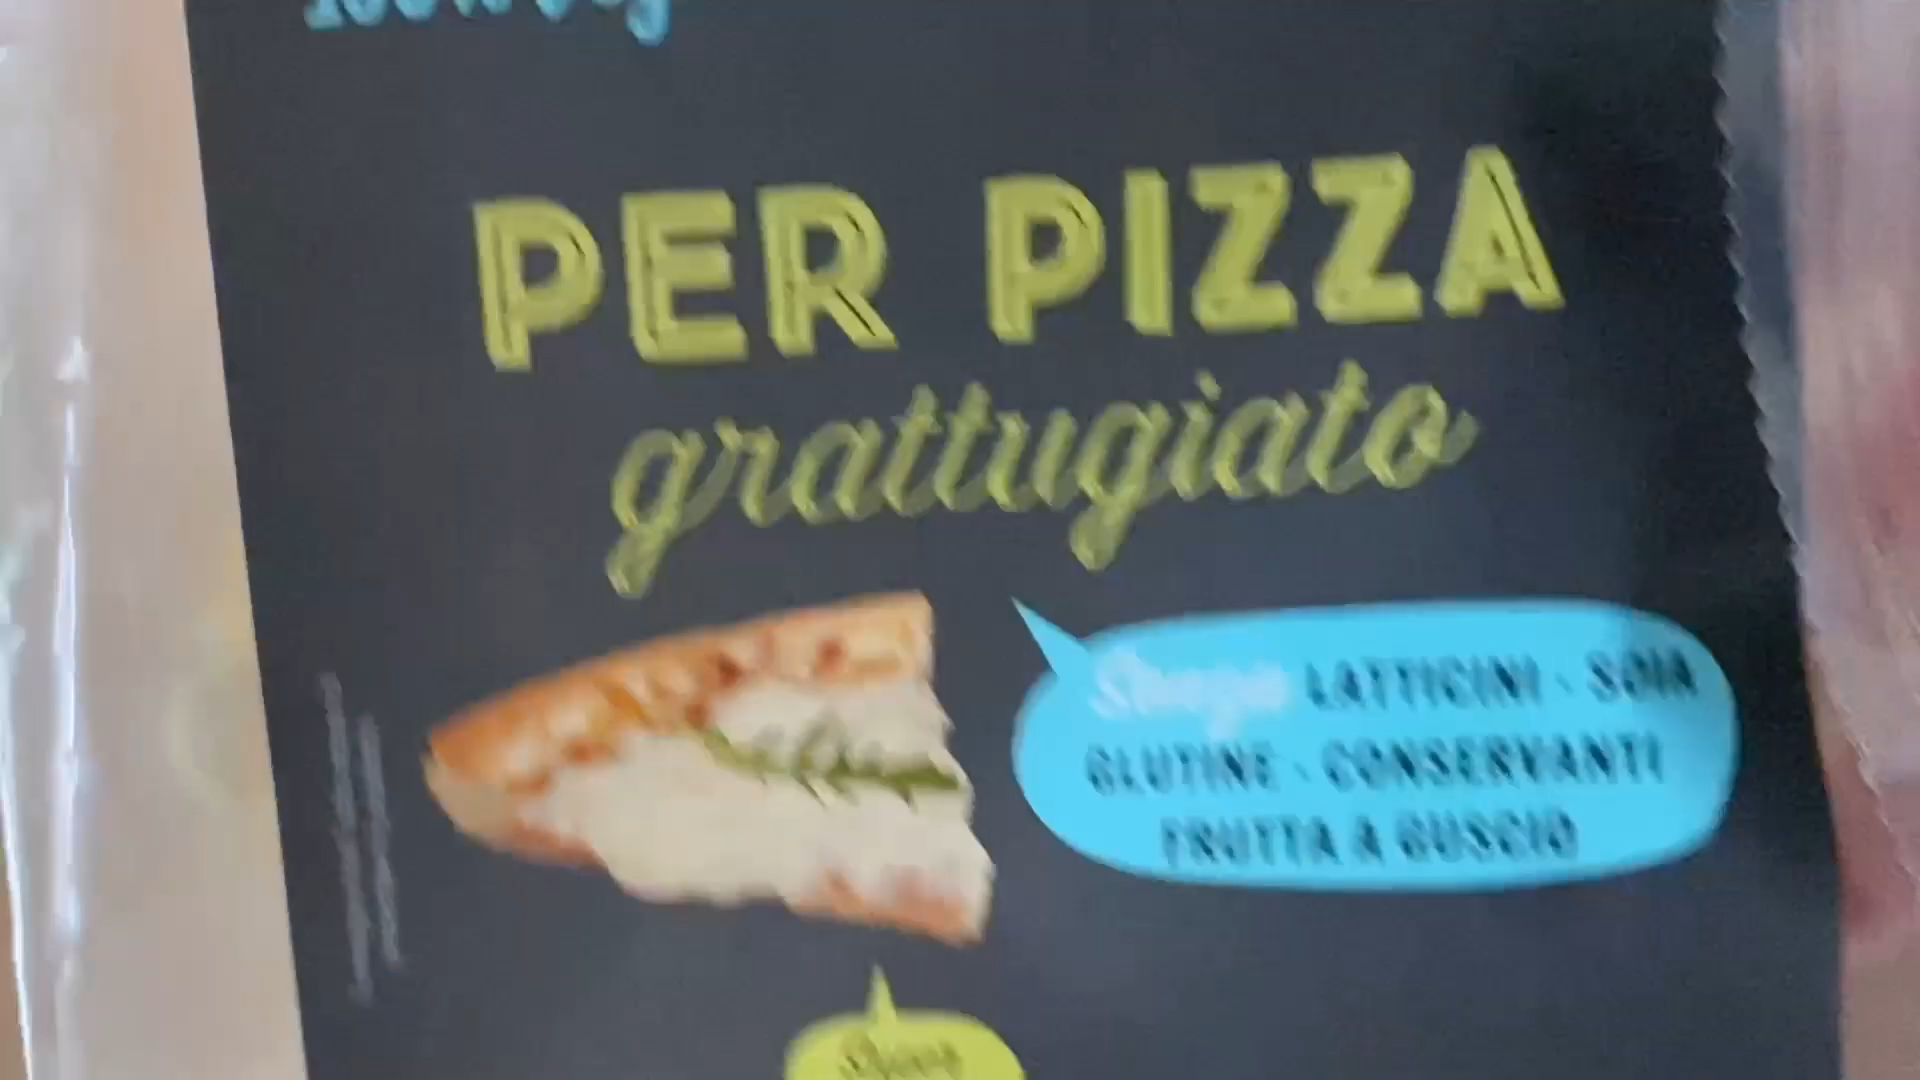 PER PIZZA
grattugiato
Senza LATTICINI - SOIA
GLUTINE - CONSERVANTI
FRUTTA A GUSCIO